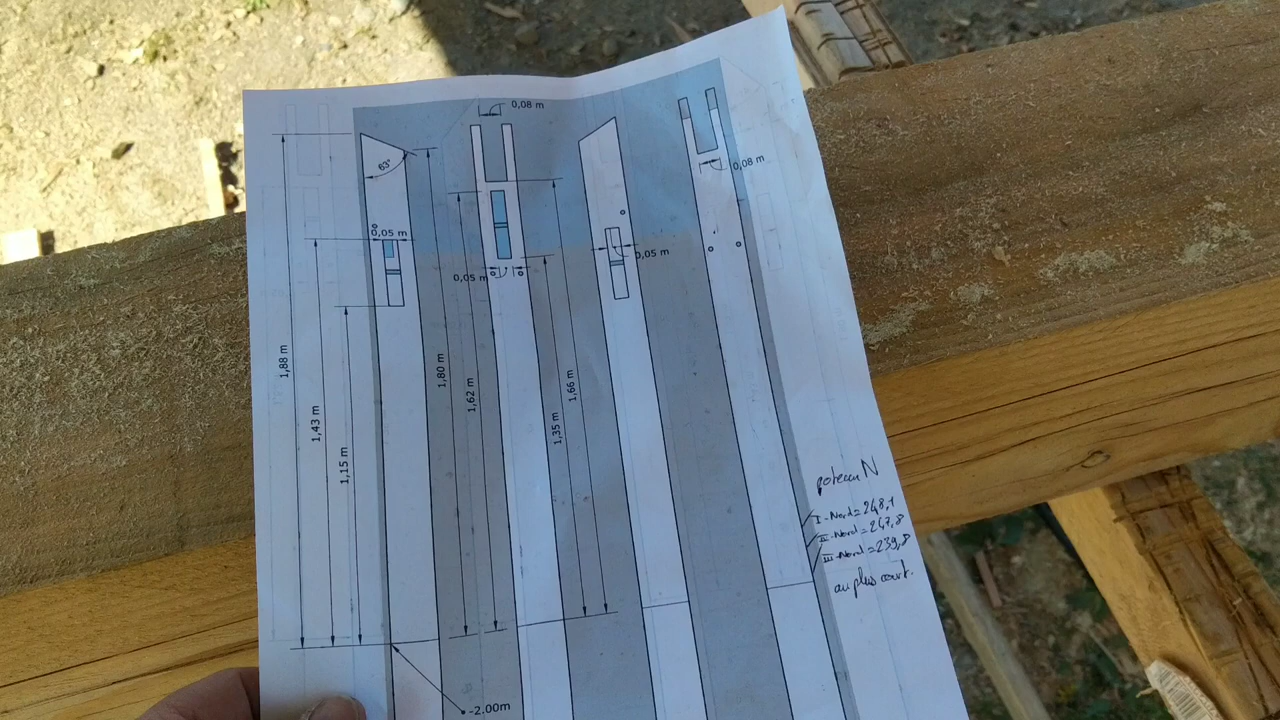 0,08 m
63°
0,08 m
0,05 m
0,05 m
0,05 m
1,88 m
1,80 m
1,62 m
1,66 m
1,43 m
1,35 m
1,15 m
poteau N
I-Nord = 248,1
II-Nord = 247,8
III-Nord = 239,8
au plus court.
-2.00m